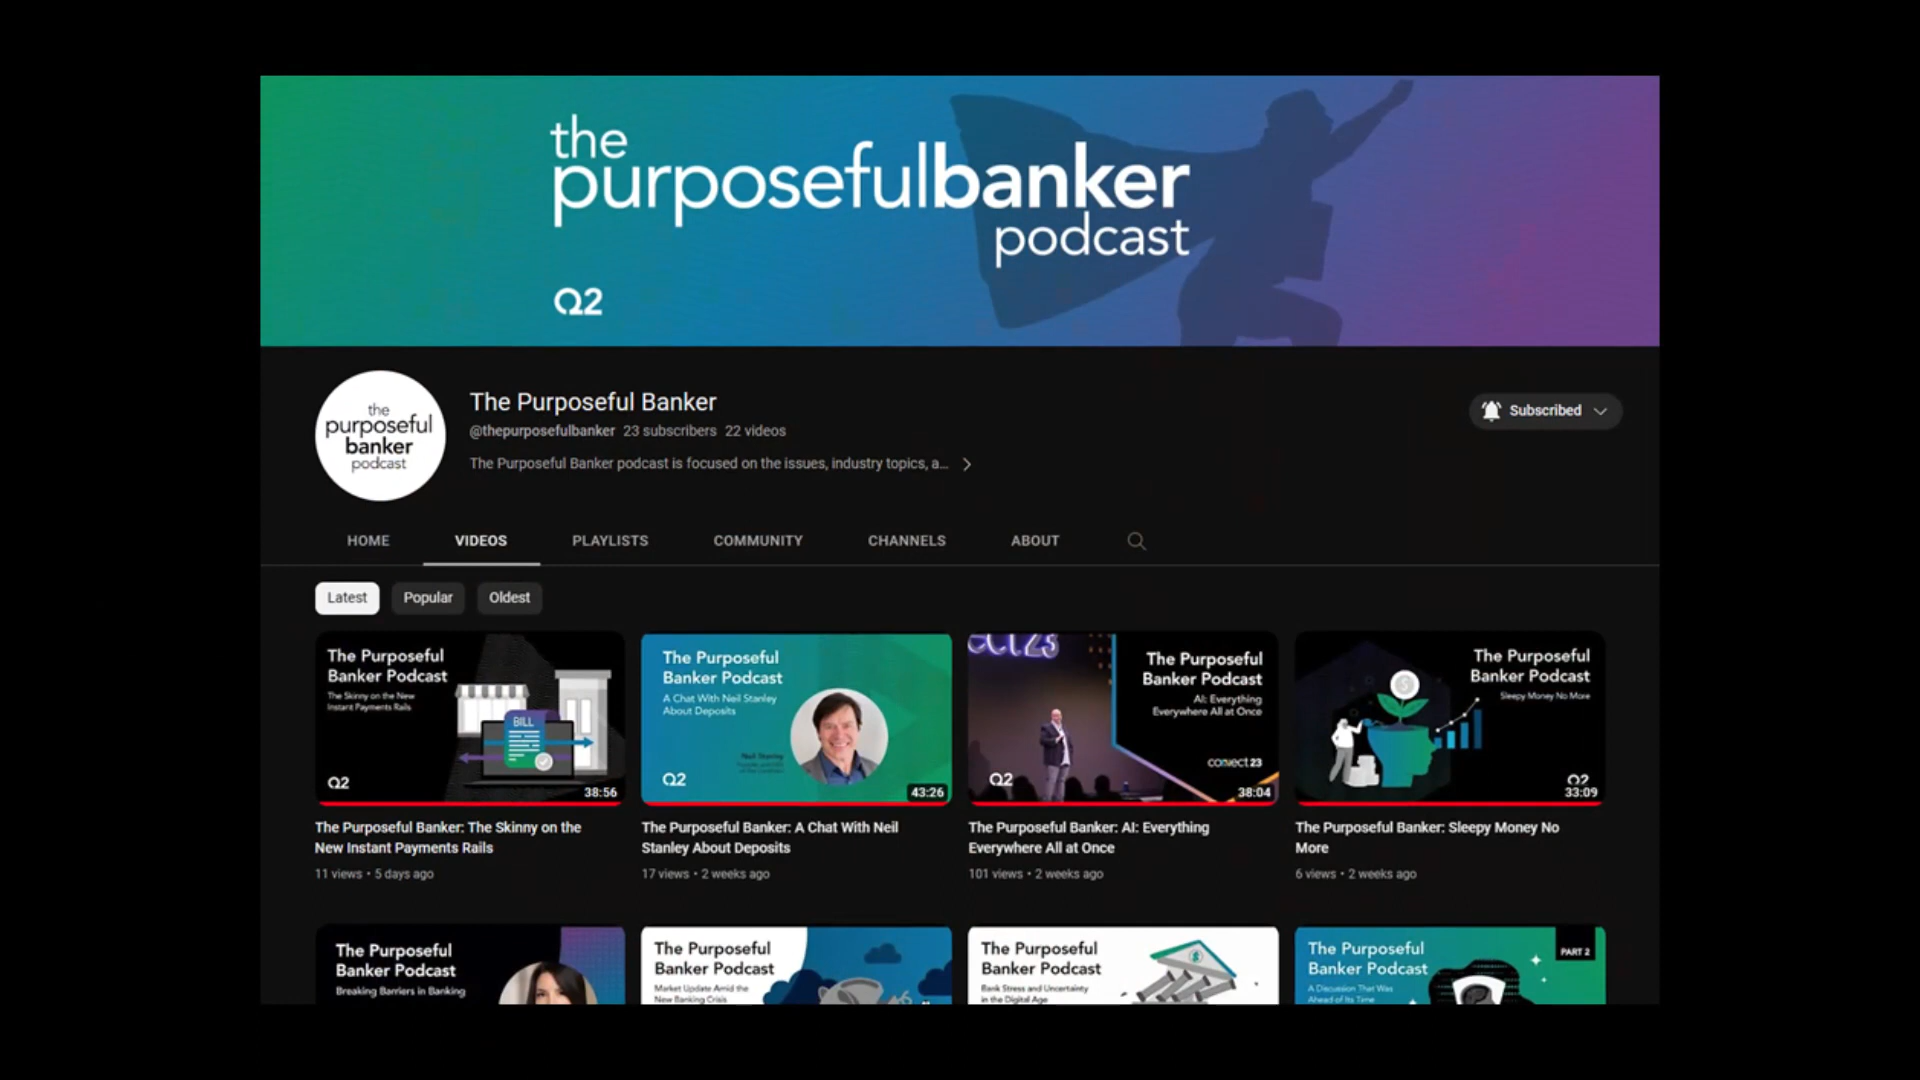 the
purposefulbanker
podcast
Q2
the
purposeful
banker
podcast
The Purposeful Banker
@thepurposefulbanker 23 subscribers 22 videos
The Purposeful Banker podcast is focused on the issues, industry topics, a...
Subscribed
HOME VIDEOS PLAYLISTS COMMUNITY CHANNELS ABOUT
Latest Popular Oldest
The Purposeful
Banker Podcast
The Skinny on the New
Instant Payments Rails
BILL
Q2
38:56
The Purposeful Banker: The Skinny on the
New Instant Payments Rails
11 views • 5 days ago
The Purposeful
Banker Podcast
A Chat With Neil Stanley
About Deposits
Neil Stanley
Q2
43:26
The Purposeful Banker: A Chat With Neil
Stanley About Deposits
17 views • 2 weeks ago
The Purposeful
Banker Podcast
AI: Everything
Everywhere All at Once
connect 23
Q2
38:04
The Purposeful Banker: AI: Everything
Everywhere All at Once
101 views • 2 weeks ago
The Purposeful
Banker Podcast
Sleepy Money No More
Q2
33:09
The Purposeful Banker: Sleepy Money No
More
6 views • 2 weeks ago
The Purposeful
Banker Podcast
Breaking Barriers in Banking
The Purposeful
Banker Podcast
Market Update Amid the
New Banking Crisis
The Purposeful
Banker Podcast
Bank Stress and Uncertainty
in the Digital Age
The Purposeful
Banker Podcast
A Discussion That Was
Ahead of Its Time
PART 2